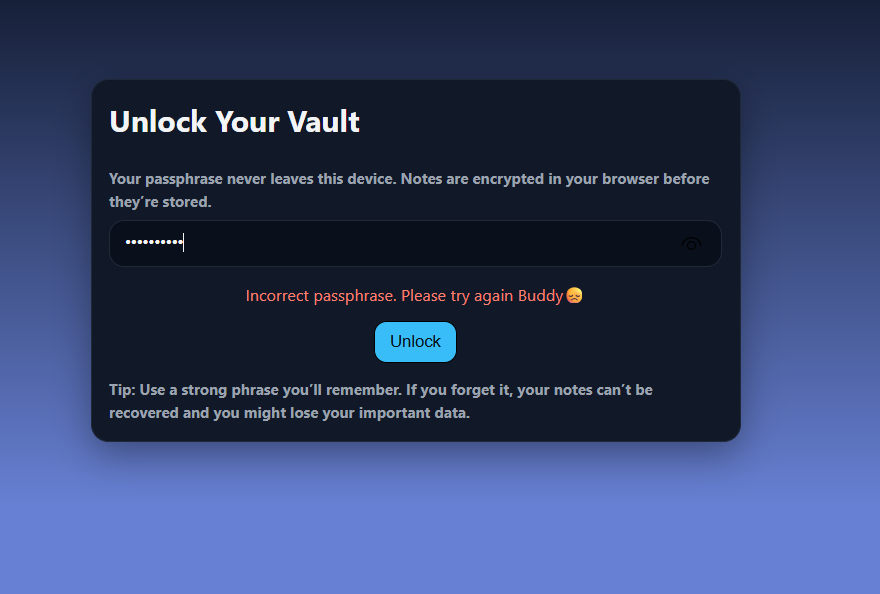 Unlock Your Vault
Your passphrase never leaves this device. Notes are encrypted in your browser before
they’re stored.
••••••••••
Incorrect passphrase. Please try again Buddy😞
Unlock
Tip: Use a strong phrase you’ll remember. If you forget it, your notes can’t be
recovered and you might lose your important data.